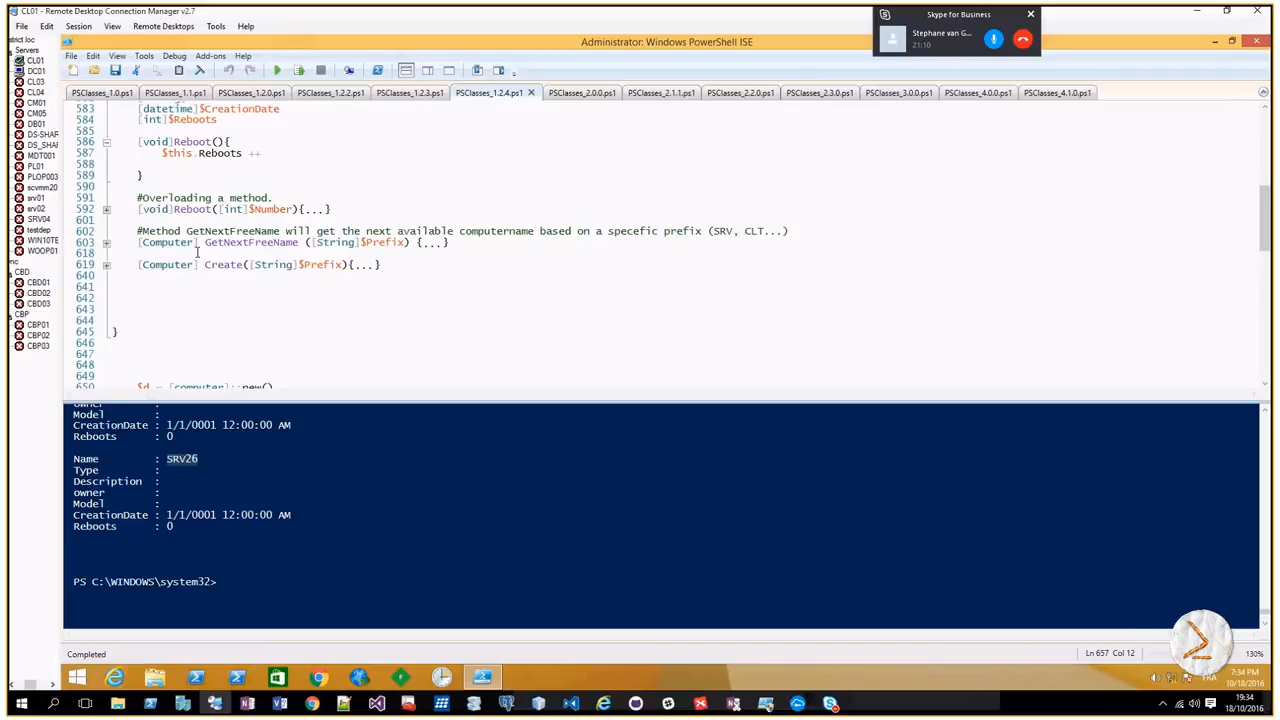 CL01 - Remote Desktop Connection Manager v2.7
File Edit Session View Remote Desktops Tools Help
Skype for Business
Stephane van G...
21:10
Administrator: Windows PowerShell ISE
File Edit View Tools Debug Add-ons Help
PSClasses_1.0.ps1 PSClasses_1.1.ps1 PSClasses_1.2.0.ps1 PSClasses_1.2.2.ps1 PSClasses_1.2.3.ps1 PSClasses_1.2.4.ps1 PSClasses_2.0.0.ps1 PSClasses_2.1.1.ps1 PSClasses_2.2.0.ps1 PSClasses_2.3.0.ps1 PSClasses_3.0.0.ps1 PSClasses_4.0.0.ps1 PSClasses_4.1.0.ps1
strict.loc
Servers
CL01
DC01
CL03
CL04
CM01
CM05
DB01
DS-SHAF
DS_SHAF
MDT001
PL01
PLOP003
scvmm20
srv01
srv02
SRV04
testdep
WIN10TE
WOOP01
CBD
CBD01
CBD02
CBD03
CBP
CBP01
CBP02
CBP03
583 [datetime]$CreationDate
584 [int]$Reboots
585
586 [void]Reboot(){
587 $this.Reboots ++
588
589 }
590
591 #Overloading a method.
592 [void]Reboot([int]$Number){...}
601
602 #Method GetNextFreeName will get the next available computername based on a specefic prefix (SRV, CLT...)
603 [Computer] GetNextFreeName ([String]$Prefix) {...}
618
619 [Computer] Create([String]$Prefix){...}
640
641
642
643
644
645 }
646
647
648
649
650 $d = [computer]::new()
owner :
Model :
CreationDate : 1/1/0001 12:00:00 AM
Reboots : 0
Name : SRV26
Type :
Description :
owner :
Model :
CreationDate : 1/1/0001 12:00:00 AM
Reboots : 0
PS C:\WINDOWS\system32>
Completed
Ln 657 Col 12
130%
FRA
7:34 PM
10/18/2016
19:34
18/10/2016